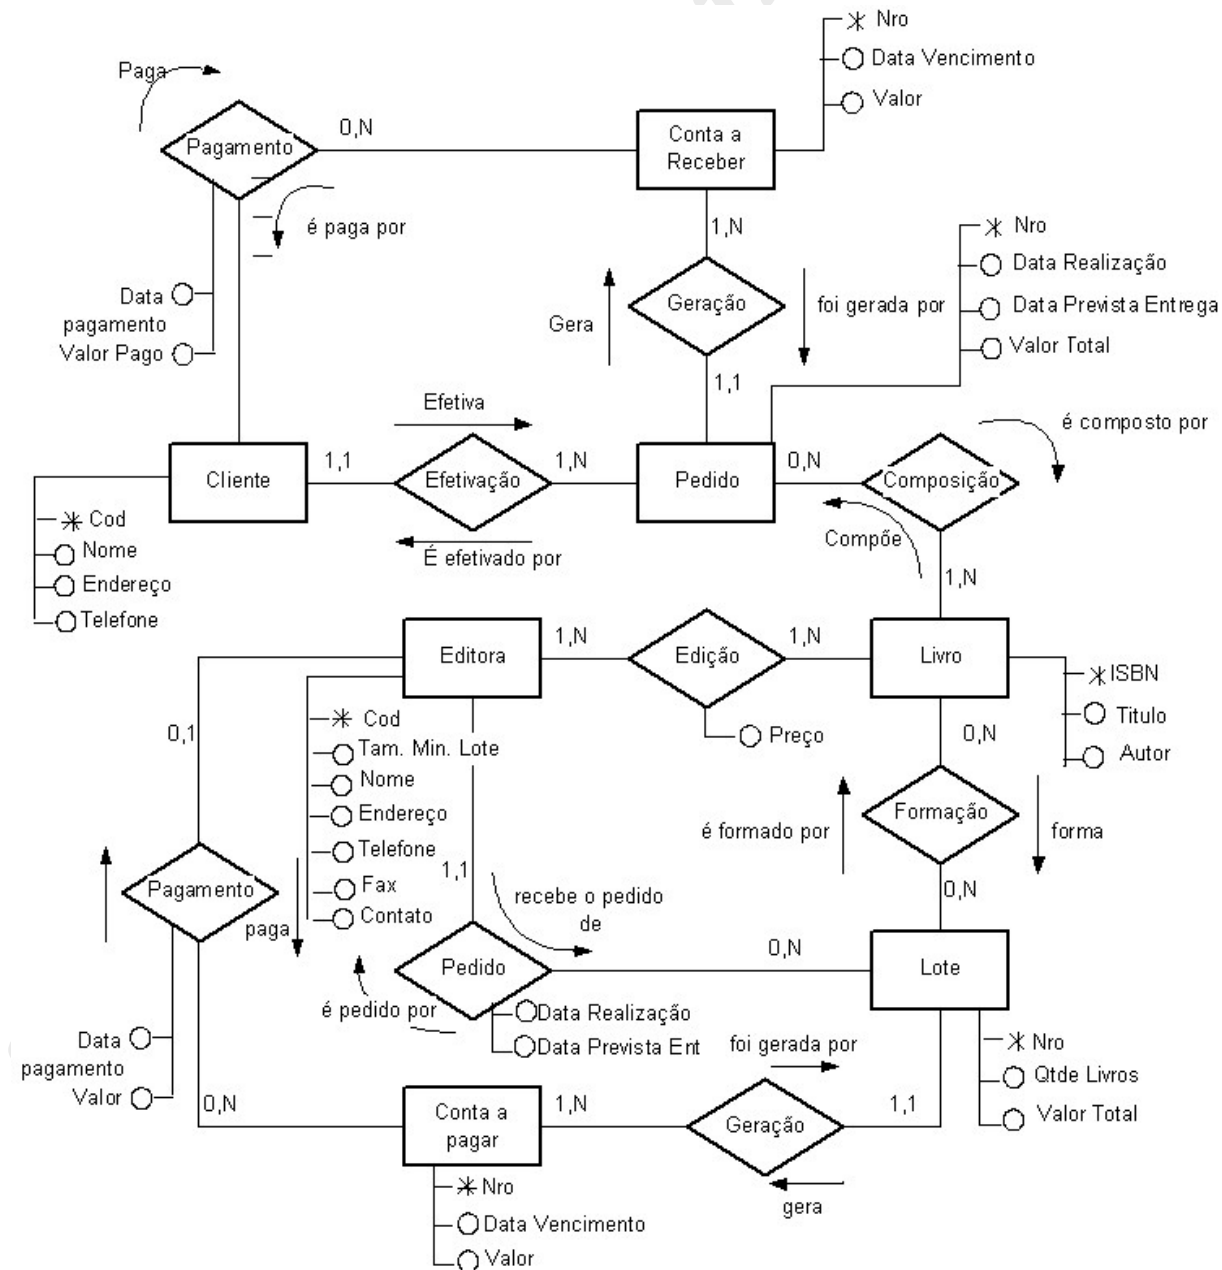 Nro
Data Vencimento
Valor
Paga
Pagamento
0,N
Conta a
Receber
é paga por
1,N
Nro
Data Realização
Data Prevista Entrega
Valor Total
Geração
Gera
foi gerada por
Data
pagamento
Valor Pago
1,1
Efetiva
é composto por
Cliente
1,1
Efetivação
1,N
Pedido
0,N
Composição
Cod
Nome
Endereço
Telefone
É efetivado por
Compõe
1,N
Editora
1,N
Edição
1,N
Livro
ISBN
Titulo
Autor
0,1
Cod
Tam. Min. Lote
Nome
Endereço
Telefone
Fax
Contato
Preço
0,N
é formado por
Formação
forma
Pagamento
paga
1,1
recebe o pedido
de
0,N
Pedido
0,N
Lote
é pedido por
Data Realização
Data Prevista Ent
Data
pagamento
Valor
foi gerada por
Nro
Qtde Livros
Valor Total
0,N
Conta a
pagar
1,N
Geração
1,1
Nro
Data Vencimento
Valor
gera